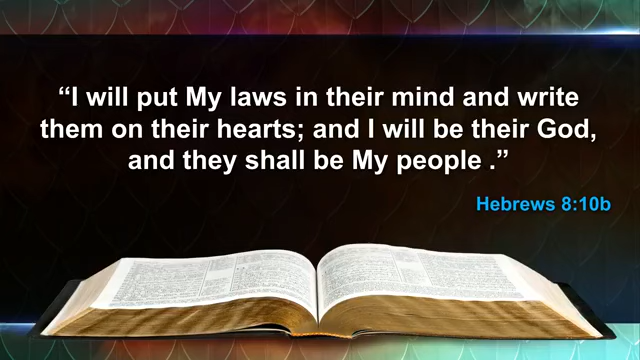 “I will put My laws in their mind and write
them on their hearts; and I will be their God,
and they shall be My people .”
Hebrews 8:10b